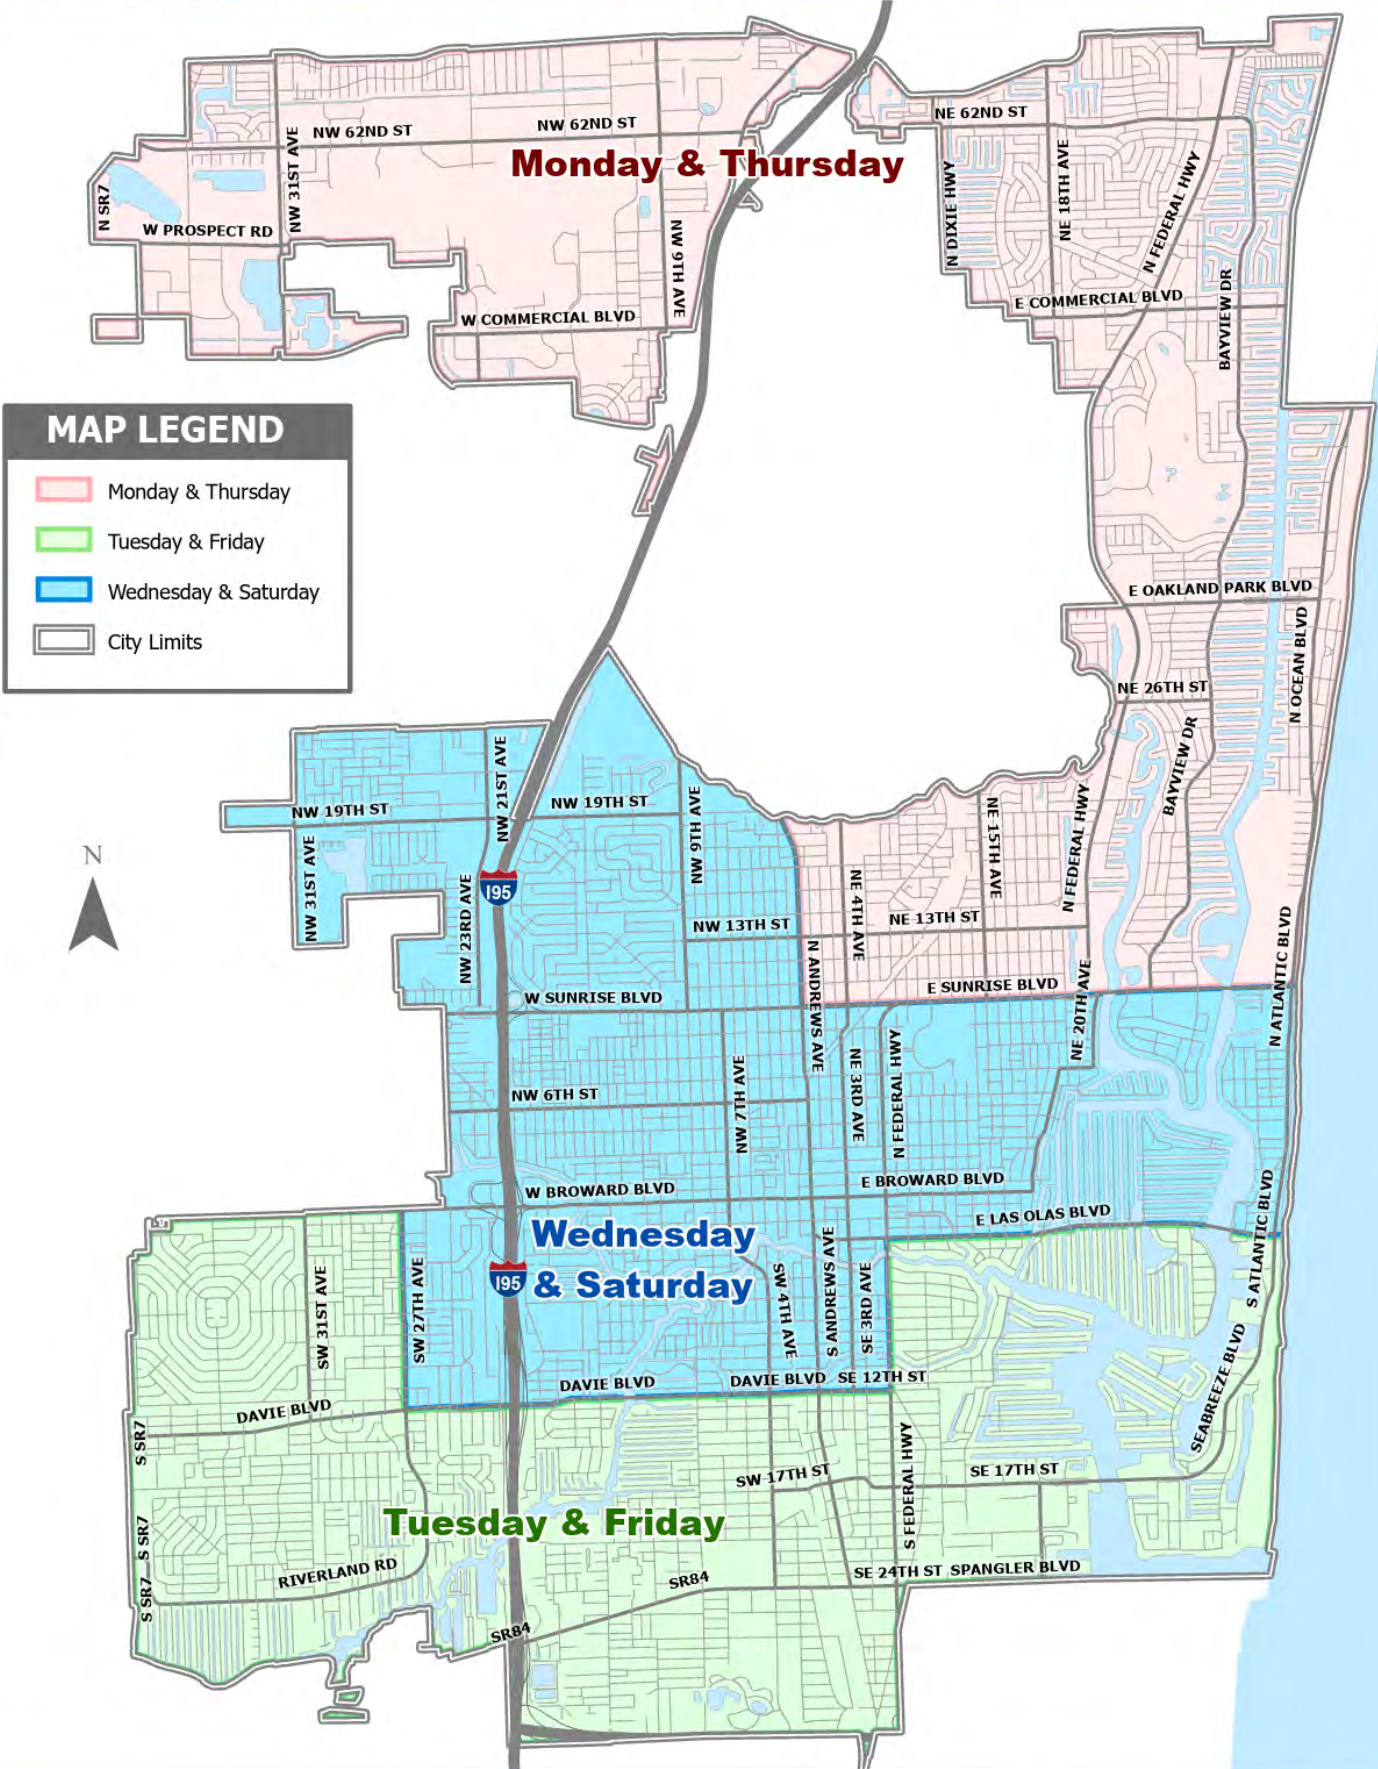 NE 62ND ST
NW 62ND ST
NW 62ND ST
Monday & Thursday
NW 31ST AVE
N SR7
W PROSPECT RD
NW 9TH AVE
W COMMERCIAL BLVD
N DIXIE HWY
NE 18TH AVE
N FEDERAL HWY
E COMMERCIAL BLVD
BAYVIEW DR
MAP LEGEND
Monday & Thursday
Tuesday & Friday
Wednesday & Saturday
City Limits
E OAKLAND PARK BLVD
N OCEAN BLVD
NE 26TH ST
BAYVIEW DR
NW 21ST AVE
NW 19TH ST
NW 19TH ST
NW 9TH AVE
NE 15TH AVE
N FEDERAL HWY
NW 31ST AVE
N
NW 23RD AVE
195
NE 4TH AVE
NE 13TH ST
NW 13TH ST
N ANDREWS AVE
N ATLANTIC BLVD
E SUNRISE BLVD
W SUNRISE BLVD
NE 20TH AVE
NE 3RD AVE
N FEDERAL HWY
NW 7TH AVE
NW 6TH ST
E BROWARD BLVD
W BROWARD BLVD
E LAS OLAS BLVD
S ATLANTIC BLVD
Wednesday
& Saturday
195
SW 31ST AVE
SW 27TH AVE
SW 4TH AVE
S ANDREWS AVE
SE 3RD AVE
SEABREEZE BLVD
DAVIE BLVD
DAVIE BLVD
SE 12TH ST
DAVIE BLVD
S SR7
S FEDERAL HWY
SW 17TH ST
SE 17TH ST
Tuesday & Friday
S SR7
RIVERLAND RD
SR84
SE 24TH ST
SPANGLER BLVD
S SR7
SR84